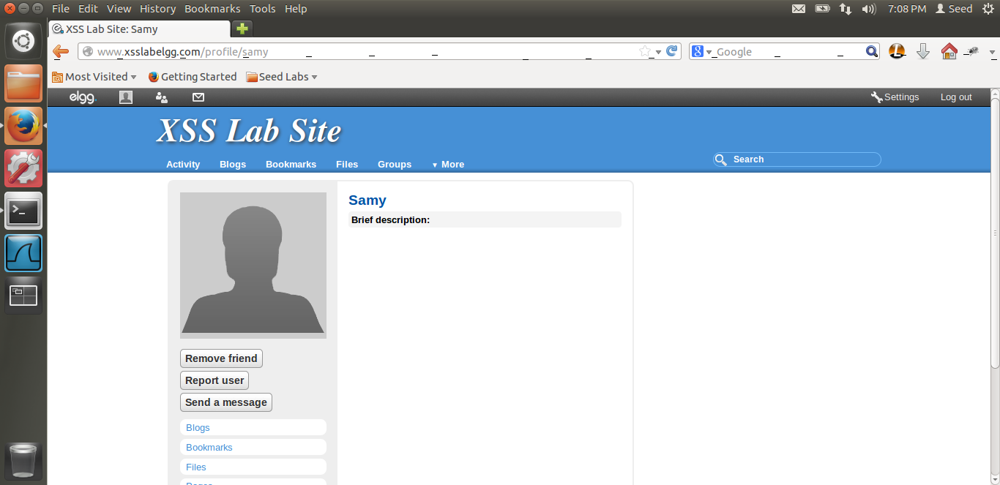 File Edit View History Bookmarks Tools Help 7:08 PM Seed
XSS Lab Site: Samy
www.xsslabelgg.com/profile/samy Google
Most Visited Getting Started Seed Labs
elgg. Settings Log out
XSS Lab Site
Activity Blogs Bookmarks Files Groups More Search
Samy
Brief description:
Remove friend
Report user
Send a message
Blogs
Bookmarks
Files